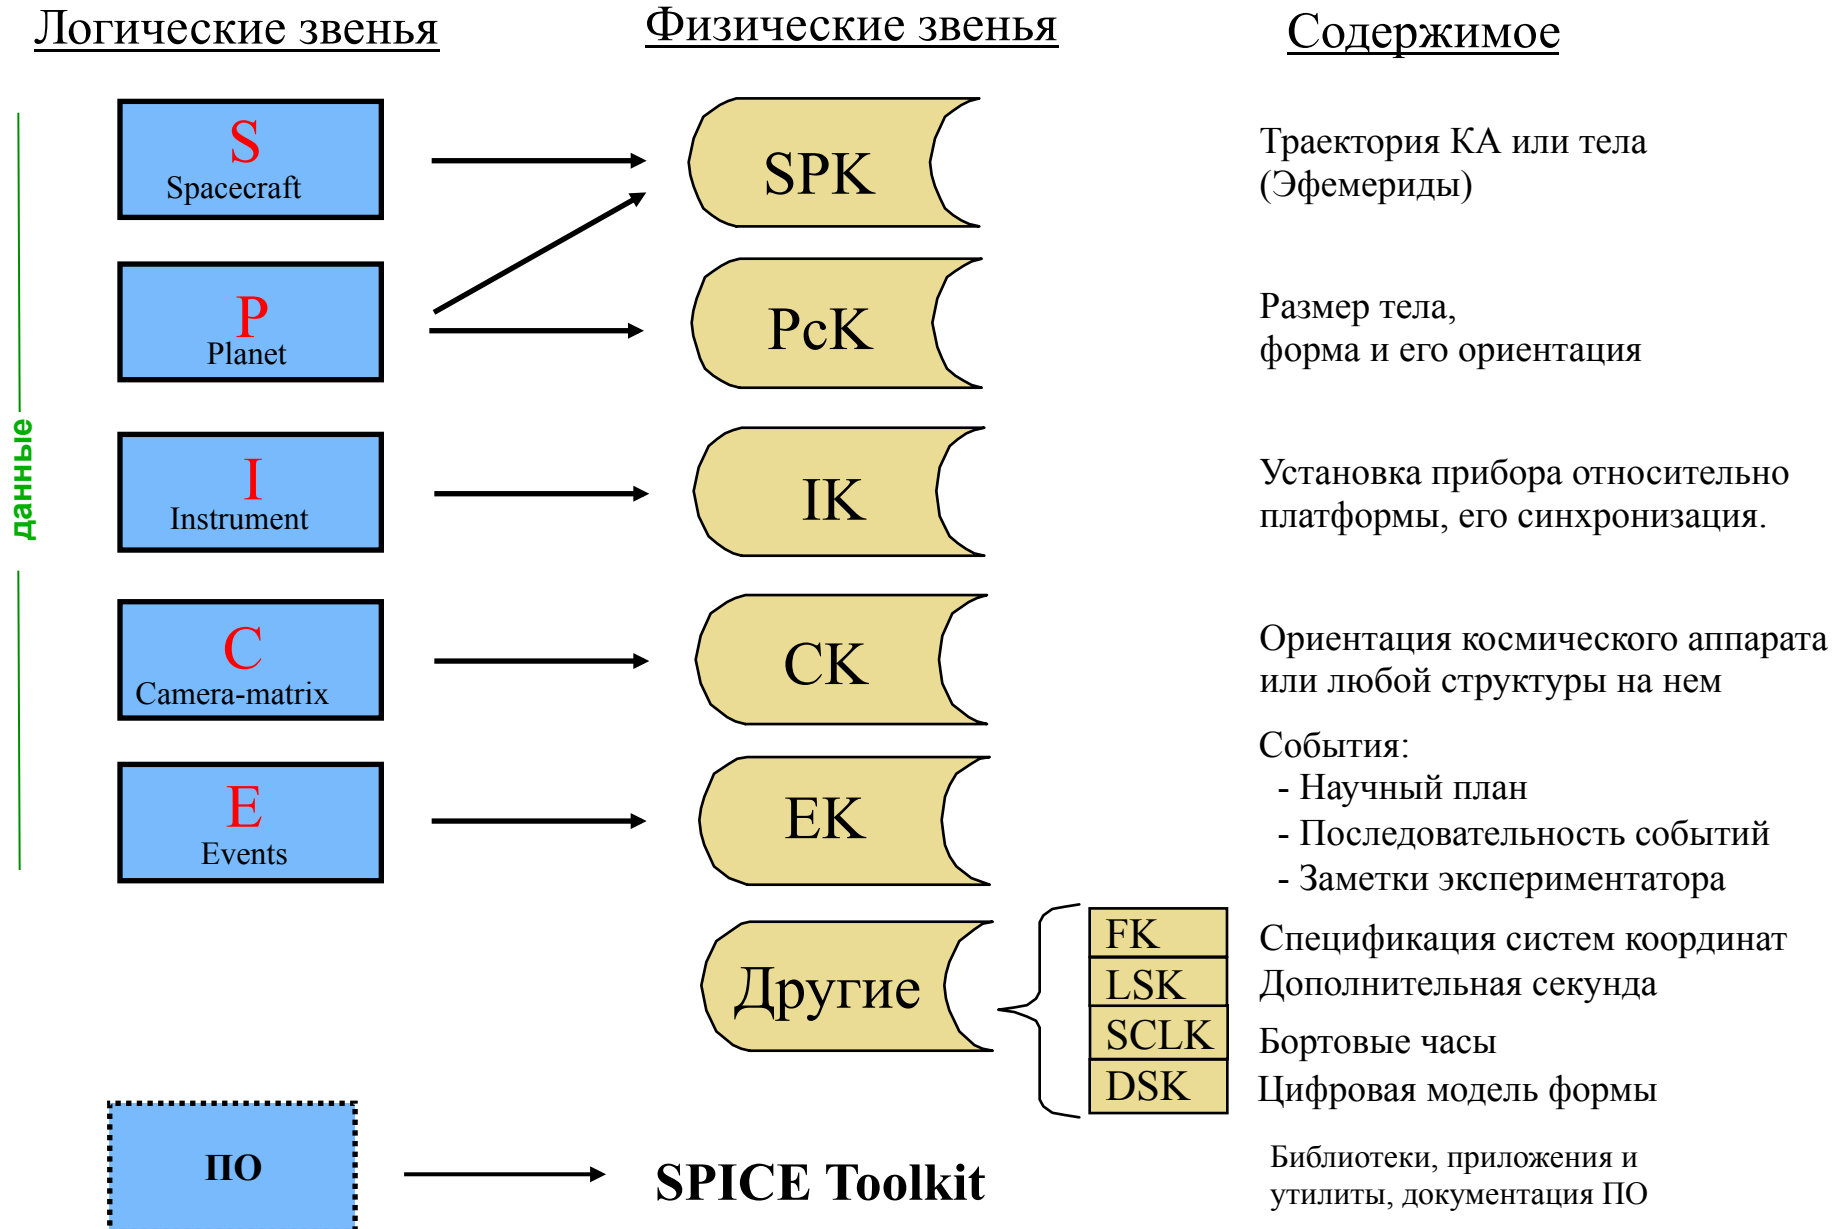 Логические звенья
Физические звенья
Содержимое
данные
S
Spacecraft
SPK
Траектория КА или тела
(Эфемериды)
P
Planet
PcK
Размер тела,
форма и его ориентация
I
Instrument
IK
Установка прибора относительно
платформы, его синхронизация.
C
Camera-matrix
CK
Ориентация космического аппарата
или любой структуры на нем
E
Events
EK
События:
- Научный план
- Последовательность событий
- Заметки экспериментатора
Другие
FK
Спецификация систем координат
LSK
Дополнительная секунда
SCLK
Бортовые часы
DSK
Цифровая модель формы
ПО
SPICE Toolkit
Библиотеки, приложения и
утилиты, документация ПО